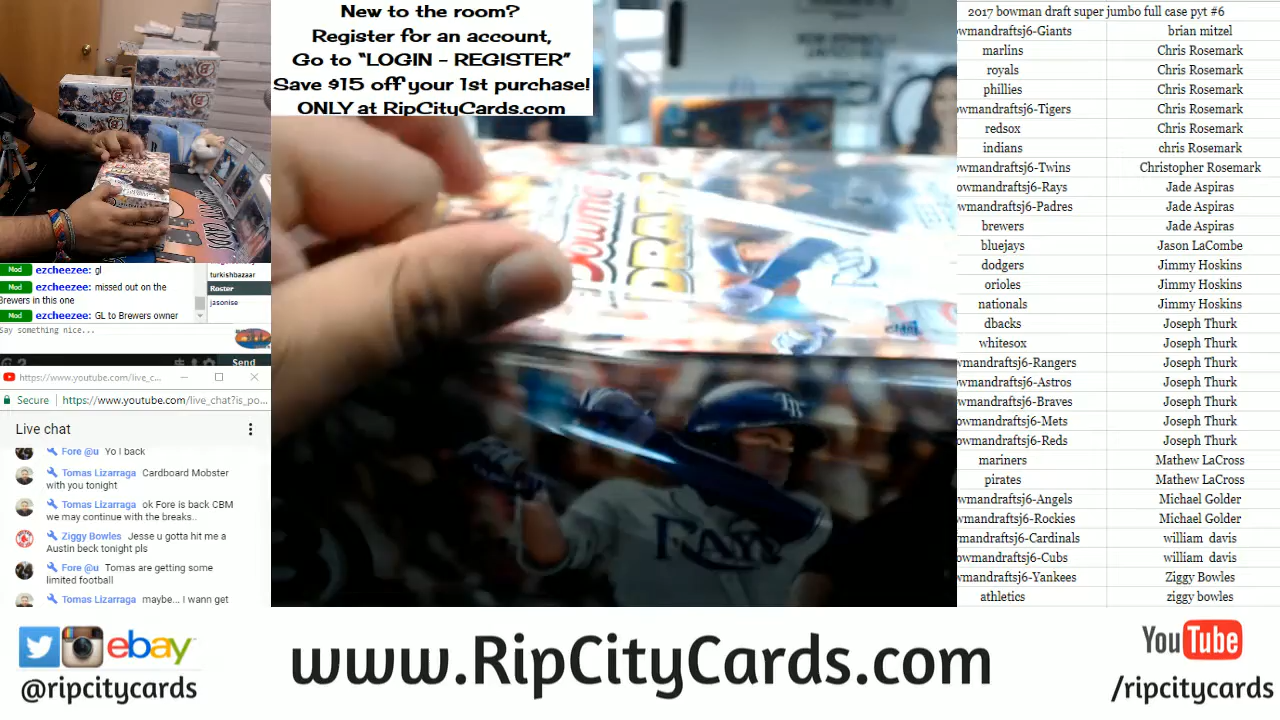 New to the room?
Register for an account,
Go to “LOGIN - REGISTER”
Save $15 off your 1st purchase!
ONLY at RipCityCards.com
Mod ezcheezee: gl
Mod ezcheezee: missed out on the
Brewers in this one
Mod ezcheezee: GL to Brewers owner
turkishbazaar
Roster
jasonise
Say something nice...
Send
https://www.youtube.com/live_c...
Secure https://www.youtube.com/live_chat?is_po...
Live chat
Fore @u Yo I back
Tomas Lizarraga Cardboard Mobster
with you tonight
Tomas Lizarraga ok Fore is back CBM
we may continue with the breaks..
Ziggy Bowles Jesse u gotta hit me a
Austin beck tonight pls
Fore @u Tomas are getting some
limited football
Tomas Lizarraga maybe... I wann get
DRAFT
TB
RAYS
2017 bowman draft super jumbo full case pyt #6
owmandraftsj6-Giants brian mitzel
marlins Chris Rosemark
royals Chris Rosemark
phillies Chris Rosemark
owmandraftsj6-Tigers Chris Rosemark
redsox Chris Rosemark
indians chris Rosemark
owmandraftsj6-Twins Christopher Rosemark
owmandraftsj6-Rays Jade Aspiras
owmandraftsj6-Padres Jade Aspiras
brewers Jade Aspiras
bluejays Jason LaCombe
dodgers Jimmy Hoskins
orioles Jimmy Hoskins
nationals Jimmy Hoskins
dbacks Joseph Thurk
whitesox Joseph Thurk
wmandraftsj6-Rangers Joseph Thurk
owmandraftsj6-Astros Joseph Thurk
owmandraftsj6-Braves Joseph Thurk
owmandraftsj6-Mets Joseph Thurk
owmandraftsj6-Reds Joseph Thurk
mariners Mathew LaCross
pirates Mathew LaCross
owmandraftsj6-Angels Michael Golder
wmandraftsj6-Rockies Michael Golder
mandraftsj6-Cardinals william davis
owmandraftsj6-Cubs william davis
wmandraftsj6-Yankees Ziggy Bowles
athletics ziggy bowles
ebay
@ripcitycards
www.RipCityCards.com
YouTube
/ripcitycards